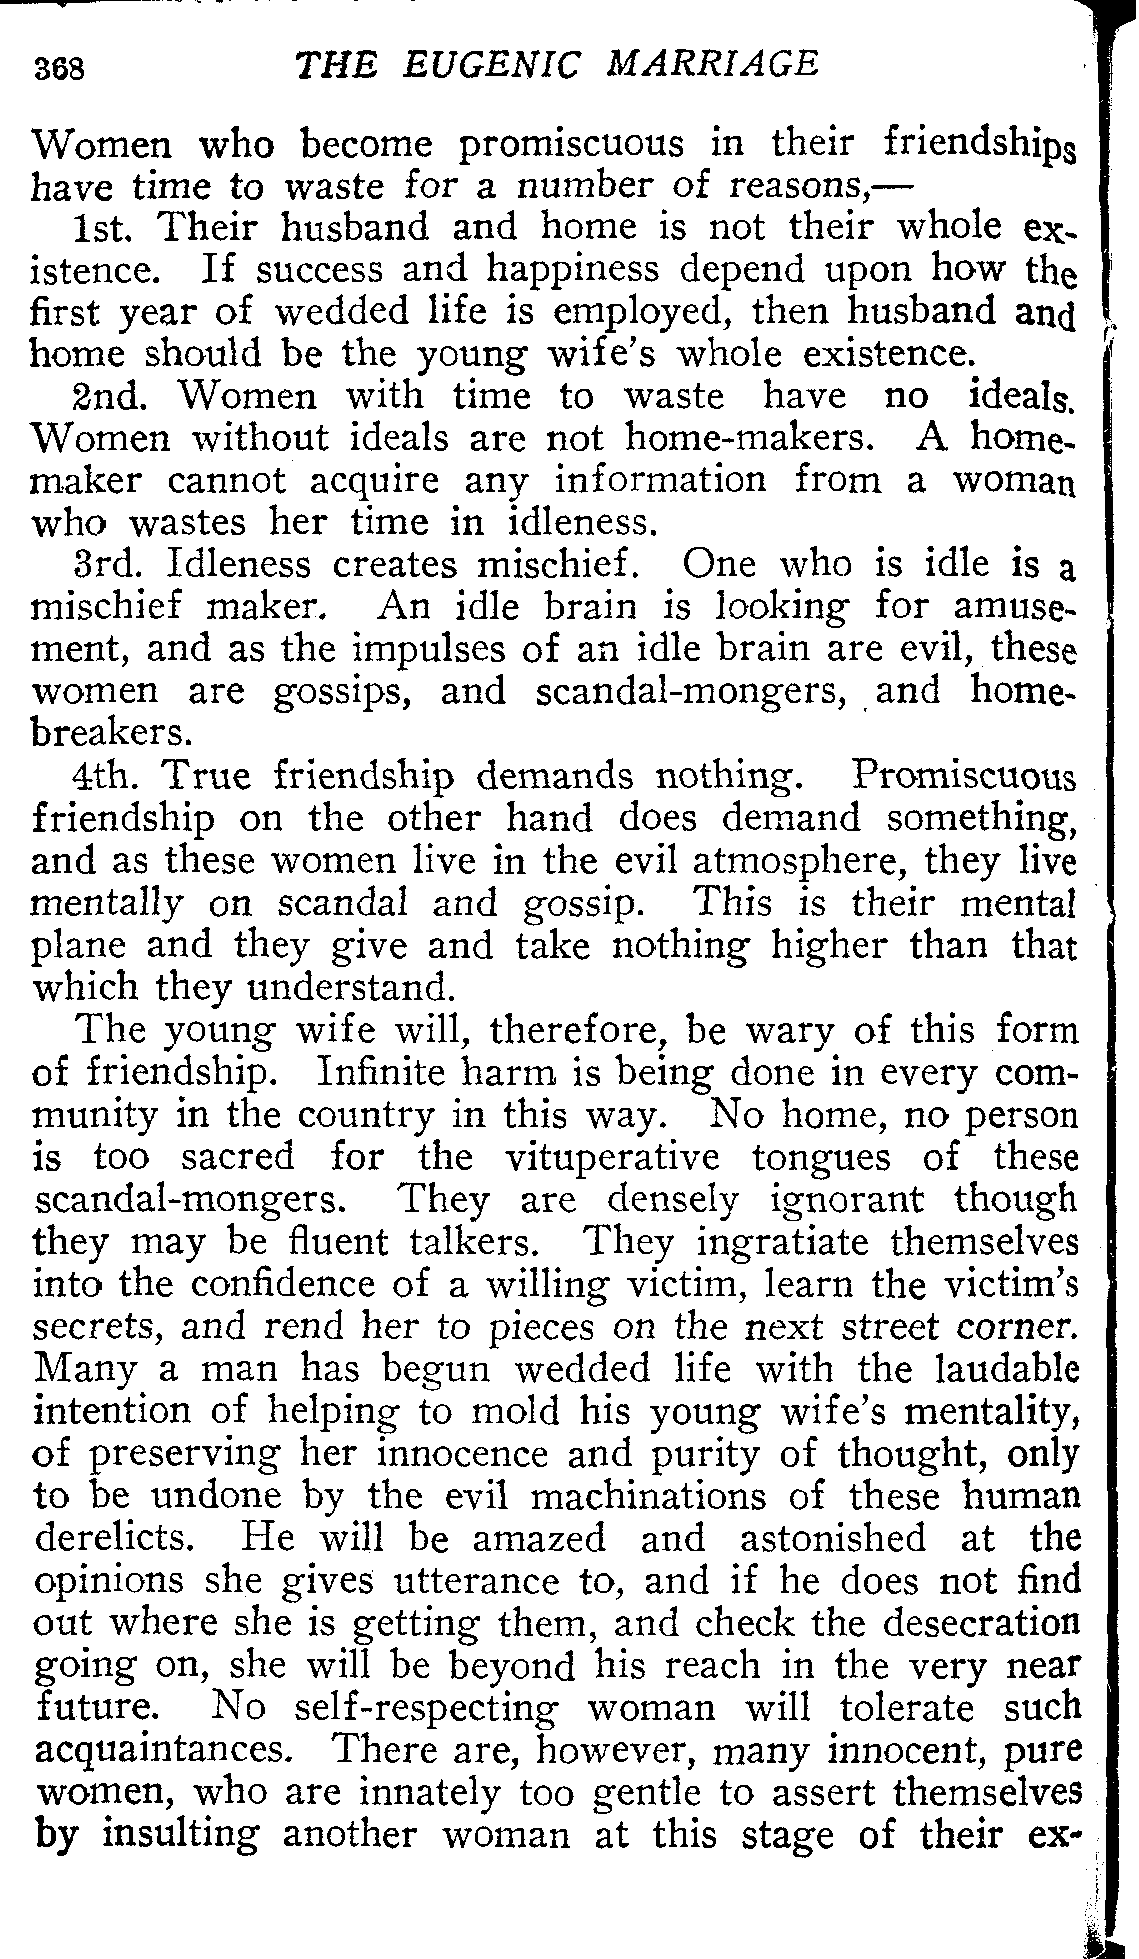 368 THE EUGENIC MARRIAGE
Women who become promiscuous in their friendships
have time to waste for a number of reasons,—
1st. Their husband and home is not their whole ex-
istence. If success and happiness depend upon how the
first year of wedded life is employed, then husband and
home should be the young wife's whole existence.
2nd. Women with time to waste have no ideals.
Women without ideals are not home-makers. A home-
maker cannot acquire any information from a woman
who wastes her time in idleness.
3rd. Idleness creates mischief. One who is idle is a
mischief maker. An idle brain is looking for amuse-
ment, and as the impulses of an idle brain are evil, these
women are gossips, and scandal-mongers, and home-
breakers.
4th. True friendship demands nothing. Promiscuous
friendship on the other hand does demand something,
and as these women live in the evil atmosphere, they live
mentally on scandal and gossip. This is their mental
plane and they give and take nothing higher than that
which they understand.
The young wife will, therefore, be wary of this form
of friendship. Infinite harm is being done in every com-
munity in the country in this way. No home, no person
is too sacred for the vituperative tongues of these
scandal-mongers. They are densely ignorant though
they may be fluent talkers. They ingratiate themselves
into the confidence of a willing victim, learn the victim's
secrets, and rend her to pieces on the next street corner.
Many a man has begun wedded life with the laudable
intention of helping to mold his young wife's mentality,
of preserving her innocence and purity of thought, only
to be undone by the evil machinations of these human
derelicts. He will be amazed and astonished at the
opinions she gives utterance to, and if he does not find
out where she is getting them, and check the desecration
going on, she will be beyond his reach in the very near
future. No self-respecting woman will tolerate such
acquaintances. There are, however, many innocent, pure
women, who are innately too gentle to assert themselves
by insulting another woman at this stage of their ex-